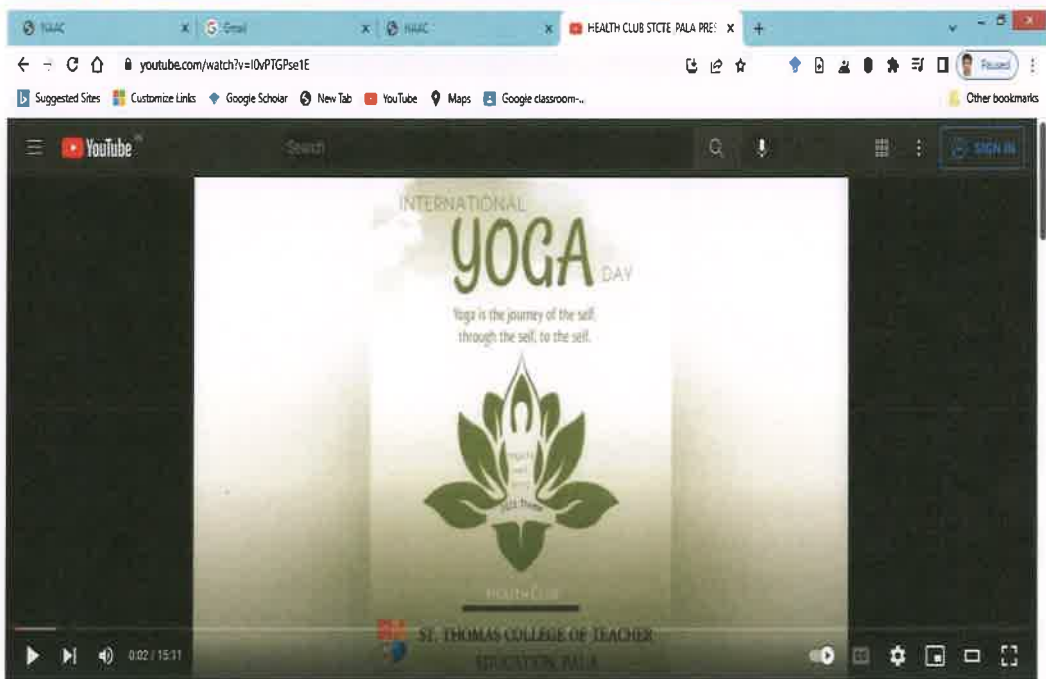 NAAC Gmail NAAC HEALTH CLUB STCTE PALA PRES
youtube.com/watch?v=I0vPTGPse1E Paused
Suggested Sites Customize Links Google Scholar New Tab YouTube Maps Google classroom-... Other bookmarks
YouTube Search SIGN IN
INTERNATIONAL
YOGA
DAY
Yoga is the journey of the self,
through the self, to the self.
HEALTH CLUB
ST. THOMAS COLLEGE OF TEACHER
EDUCATION, PALA
0:02 / 15:31